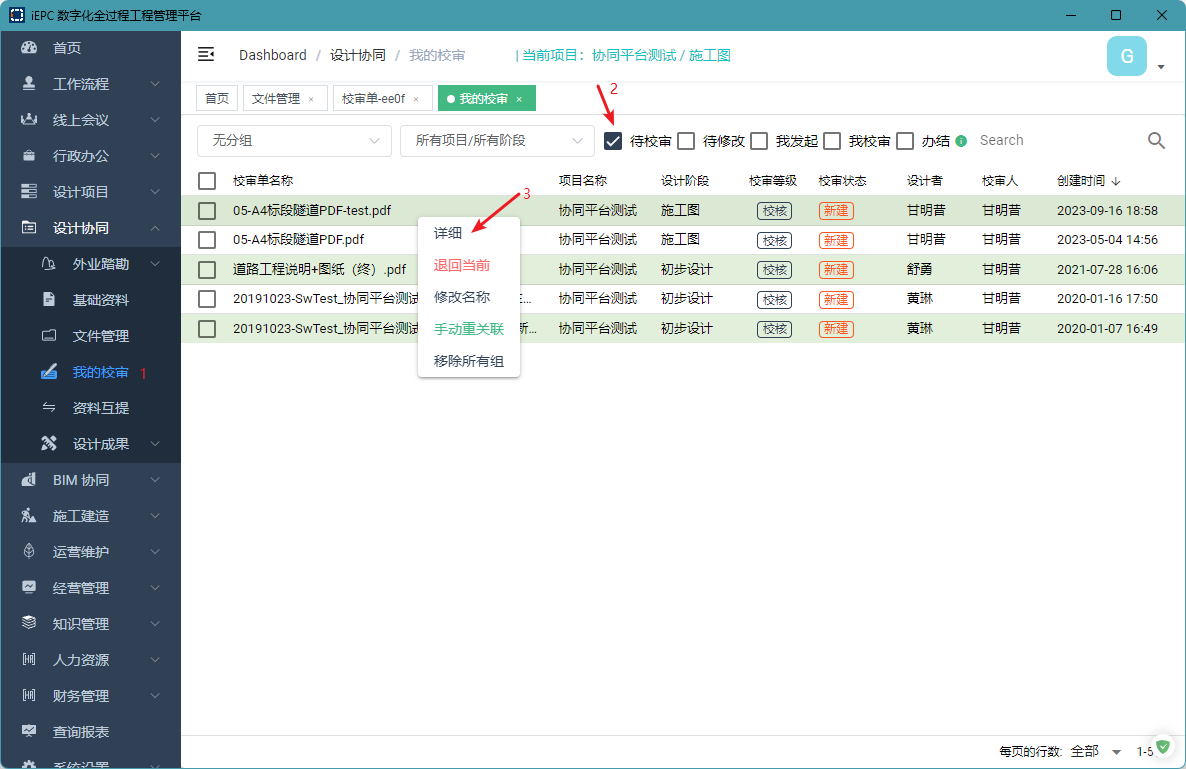 iEPC 数字化全过程工程管理平台
首页
工作流程
线上会议
行政办公
设计项目
设计协同
外业踏勘
基础资料
文件管理
我的校审 1
资料互提
设计成果
BIM 协同
施工建造
运营维护
经营管理
知识管理
人力资源
财务管理
查询报表
系统设置
Dashboard / 设计协同 / 我的校审 | 当前项目：协同平台测试 / 施工图
G
首页 文件管理 × 校审单-ee0f × 我的校审 ×
2
无分组 所有项目/所有阶段 待校审 待修改 我发起 我校审 办结 Search
校审单名称 项目名称 设计阶段 校审等级 校审状态 设计者 校审人 创建时间
3
05-A4标段隧道PDF-test.pdf 协同平台测试 施工图 校核 新建 甘明昔 甘明昔 2023-09-16 18:58
05-A4标段隧道PDF.pdf 协同平台测试 施工图 校核 新建 甘明昔 甘明昔 2023-05-04 14:56
道路工程说明+图纸（终）.pdf 协同平台测试 初步设计 校核 新建 舒勇 甘明昔 2021-07-28 16:06
20191023-SwTest_协同平台测试 E... 协同平台测试 初步设计 校核 新建 黄琳 甘明昔 2020-01-16 17:50
20191023-SwTest_协同平台测试 新... 协同平台测试 初步设计 校核 新建 黄琳 甘明昔 2020-01-07 16:49
详细
退回当前
修改名称
手动重关联
移除所有组
每页的行数: 全部 1-5